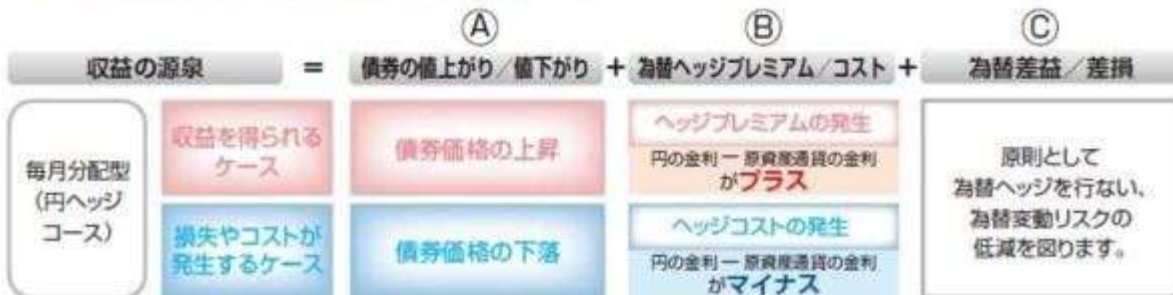 Ⓐ Ⓑ Ⓒ
収益の源泉 = 債券の値上がり/値下がり + 為替ヘッジプレミアム/コスト + 為替差益/差損
毎月分配型
(円ヘッジ
コース)
収益を得られる
ケース
債券価格の上昇
ヘッジプレミアムの発生
円の金利 ー 原資産通貨の金利
がプラス
損失やコストが
発生するケース
債券価格の下落
ヘッジコストの発生
円の金利 ー 原資産通貨の金利
がマイナス
原則として
為替ヘッジを行ない、
為替変動リスクの
低減を図ります。